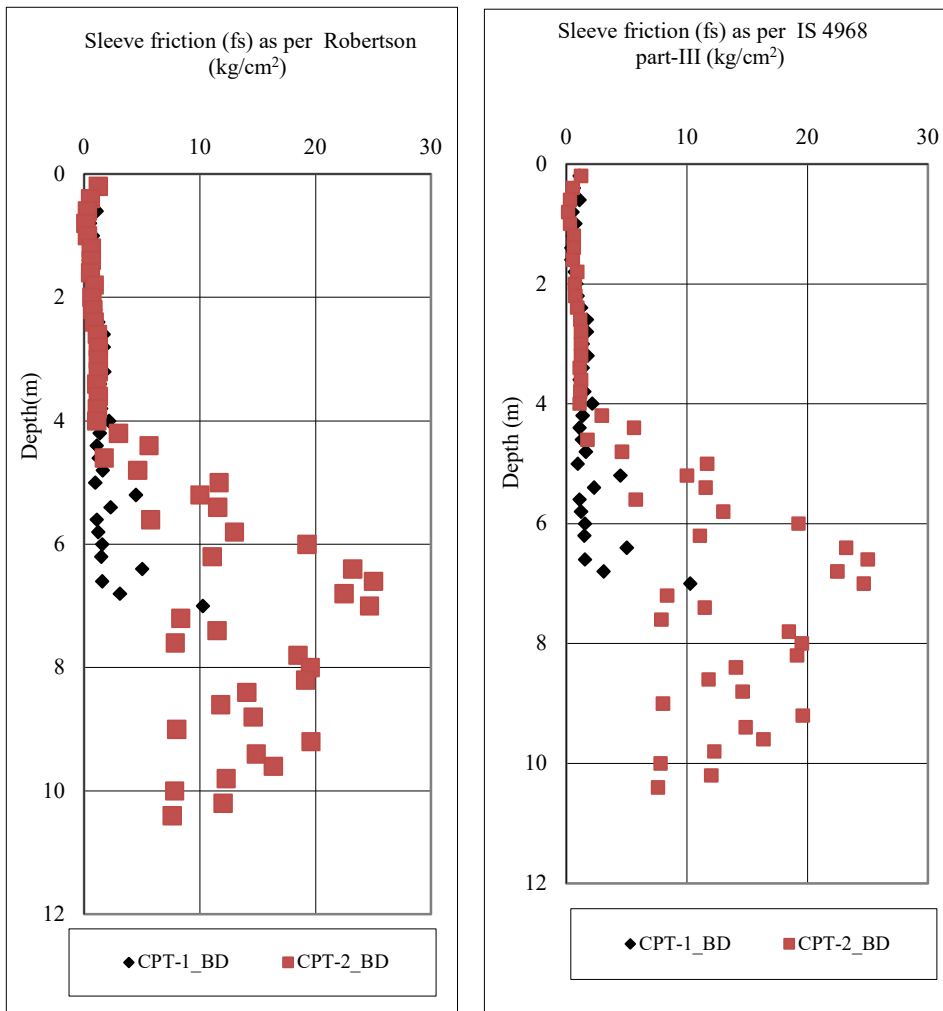 Sleeve friction (fs) as per Robertson
(kg/cm²)
0 10 20 30
0
2
4
6
8
10
12
Depth(m)
CPT-1_BD CPT-2_BD
Sleeve friction (fs) as per IS 4968
part-III (kg/cm²)
0 10 20 30
0
2
4
6
8
10
12
Depth (m)
CPT-1_BD CPT-2_BD